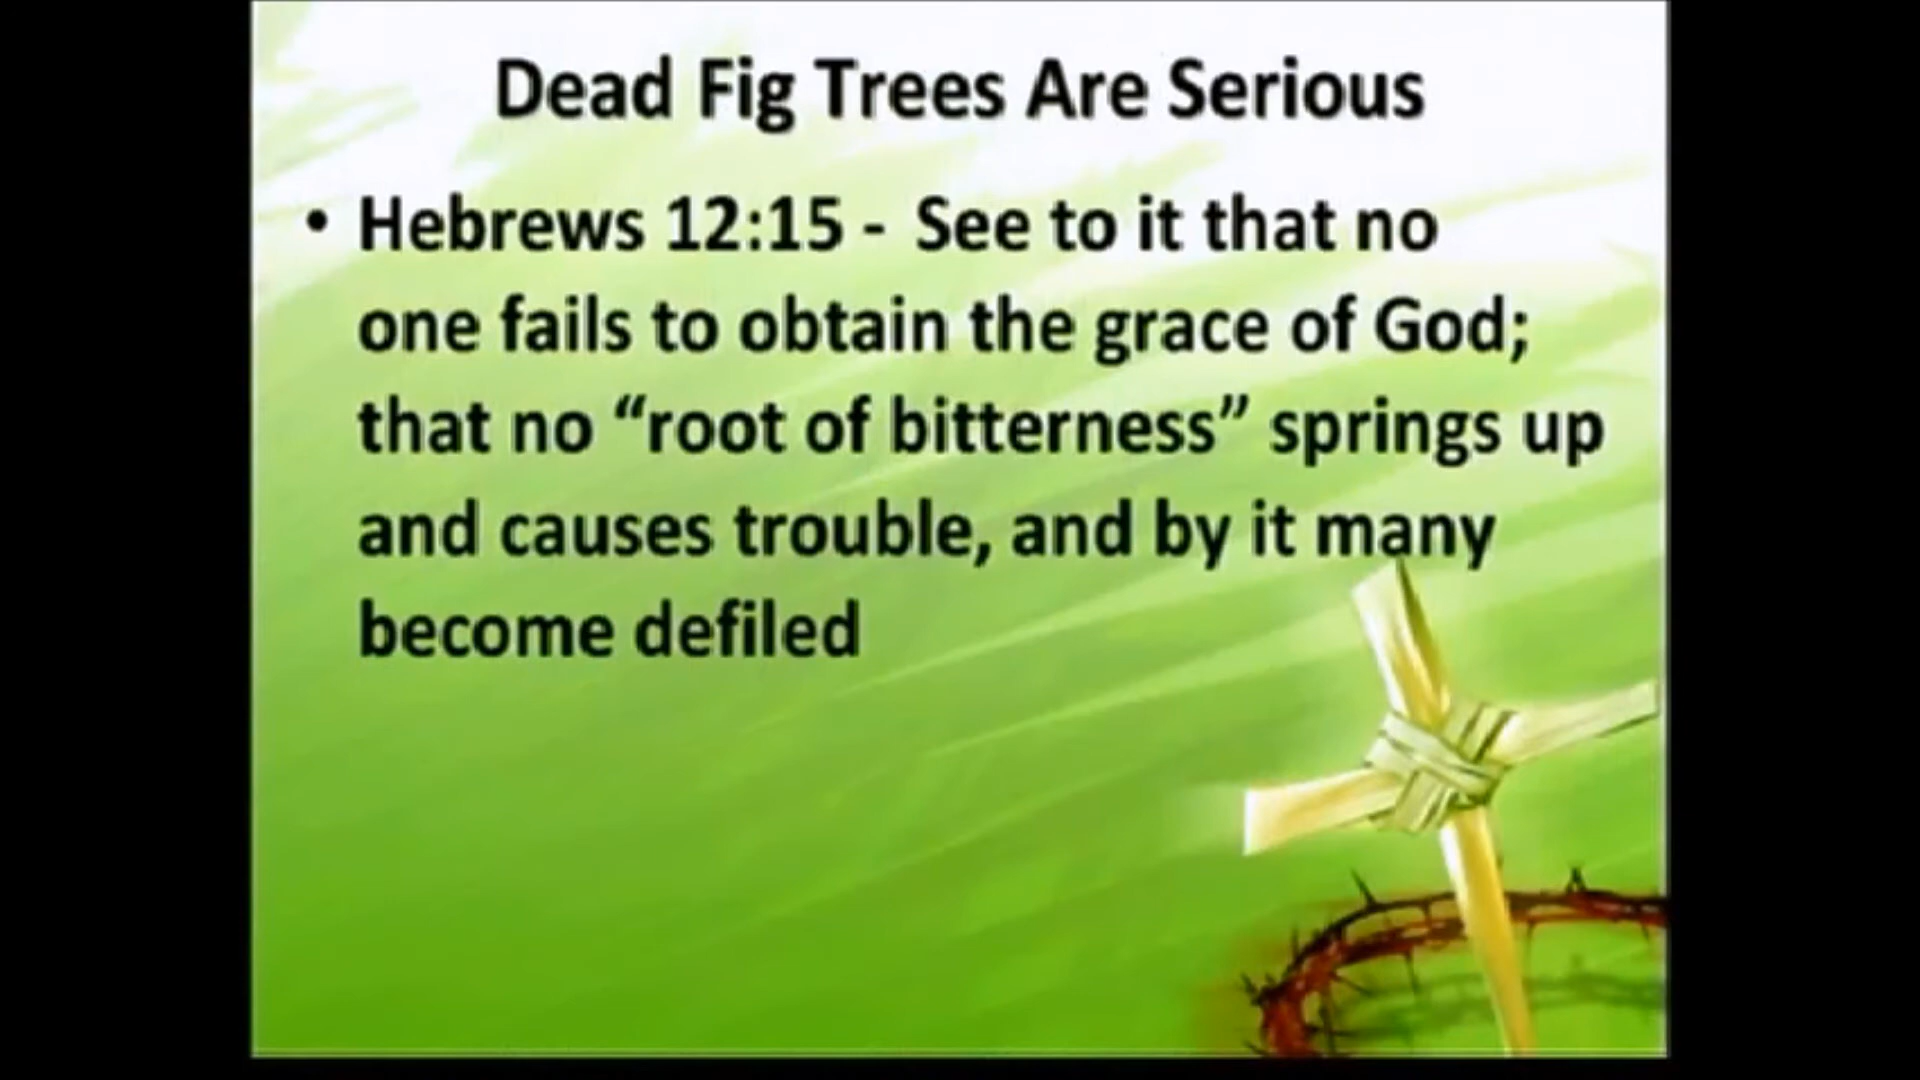 Dead Fig Trees Are Serious
• Hebrews 12:15 - See to it that no
one fails to obtain the grace of God;
that no “root of bitterness” springs up
and causes trouble, and by it many
become defiled